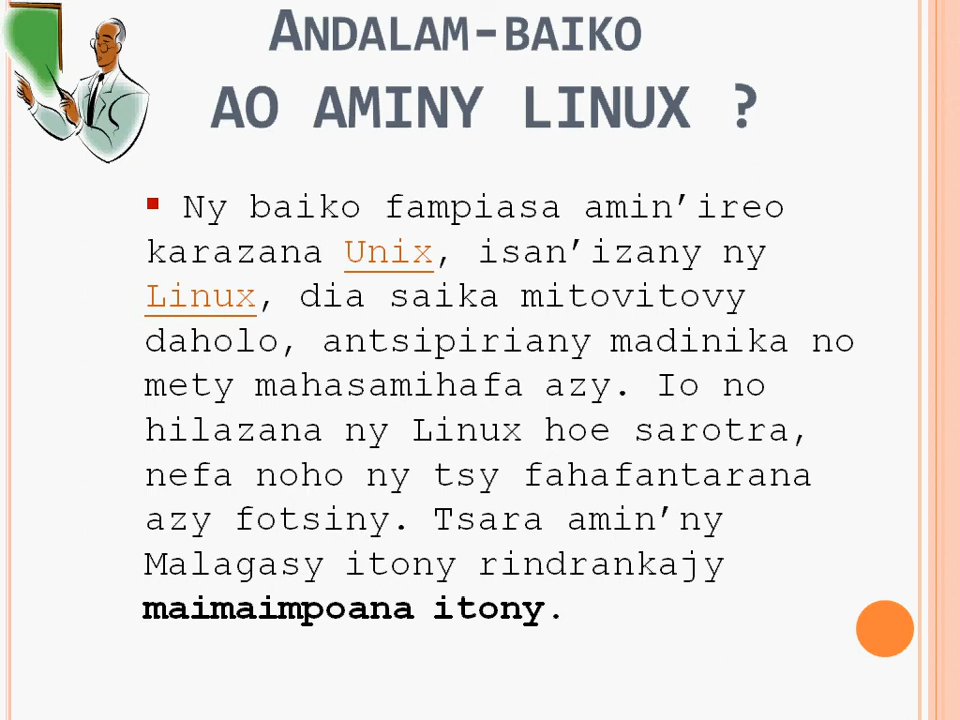 ANDALAM-BAIKO
AO AMINY LINUX ?
▪ Ny baiko fampiasa amin’ireo
karazana Unix, isan’izany ny
Linux, dia saika mitovitovy
daholo, antsipiriany madinika no
mety mahasamihafa azy. Io no
hilazana ny Linux hoe sarotra,
nefa noho ny tsy fahafantarana
azy fotsiny. Tsara amin’ny
Malagasy itony rindrankajy
maimaimpoana itony.